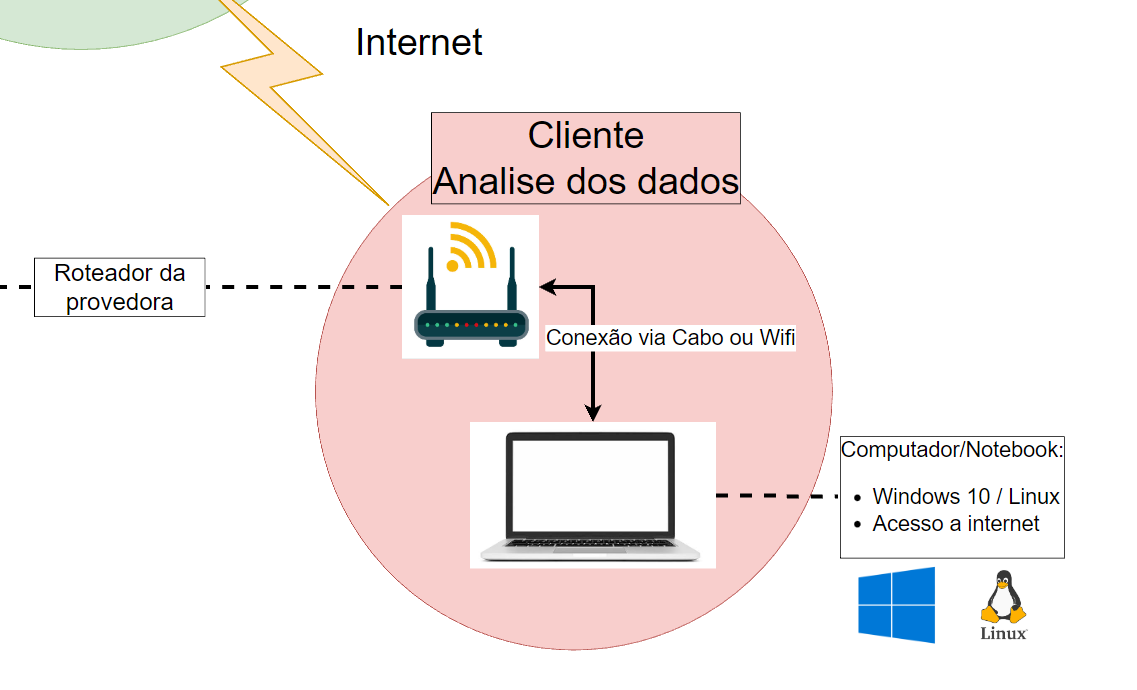 Internet
Cliente
Analise dos dados
Roteador da
provedora
Conexão via Cabo ou Wifi
Computador/Notebook:
Windows 10 / Linux
Acesso a internet
Linux